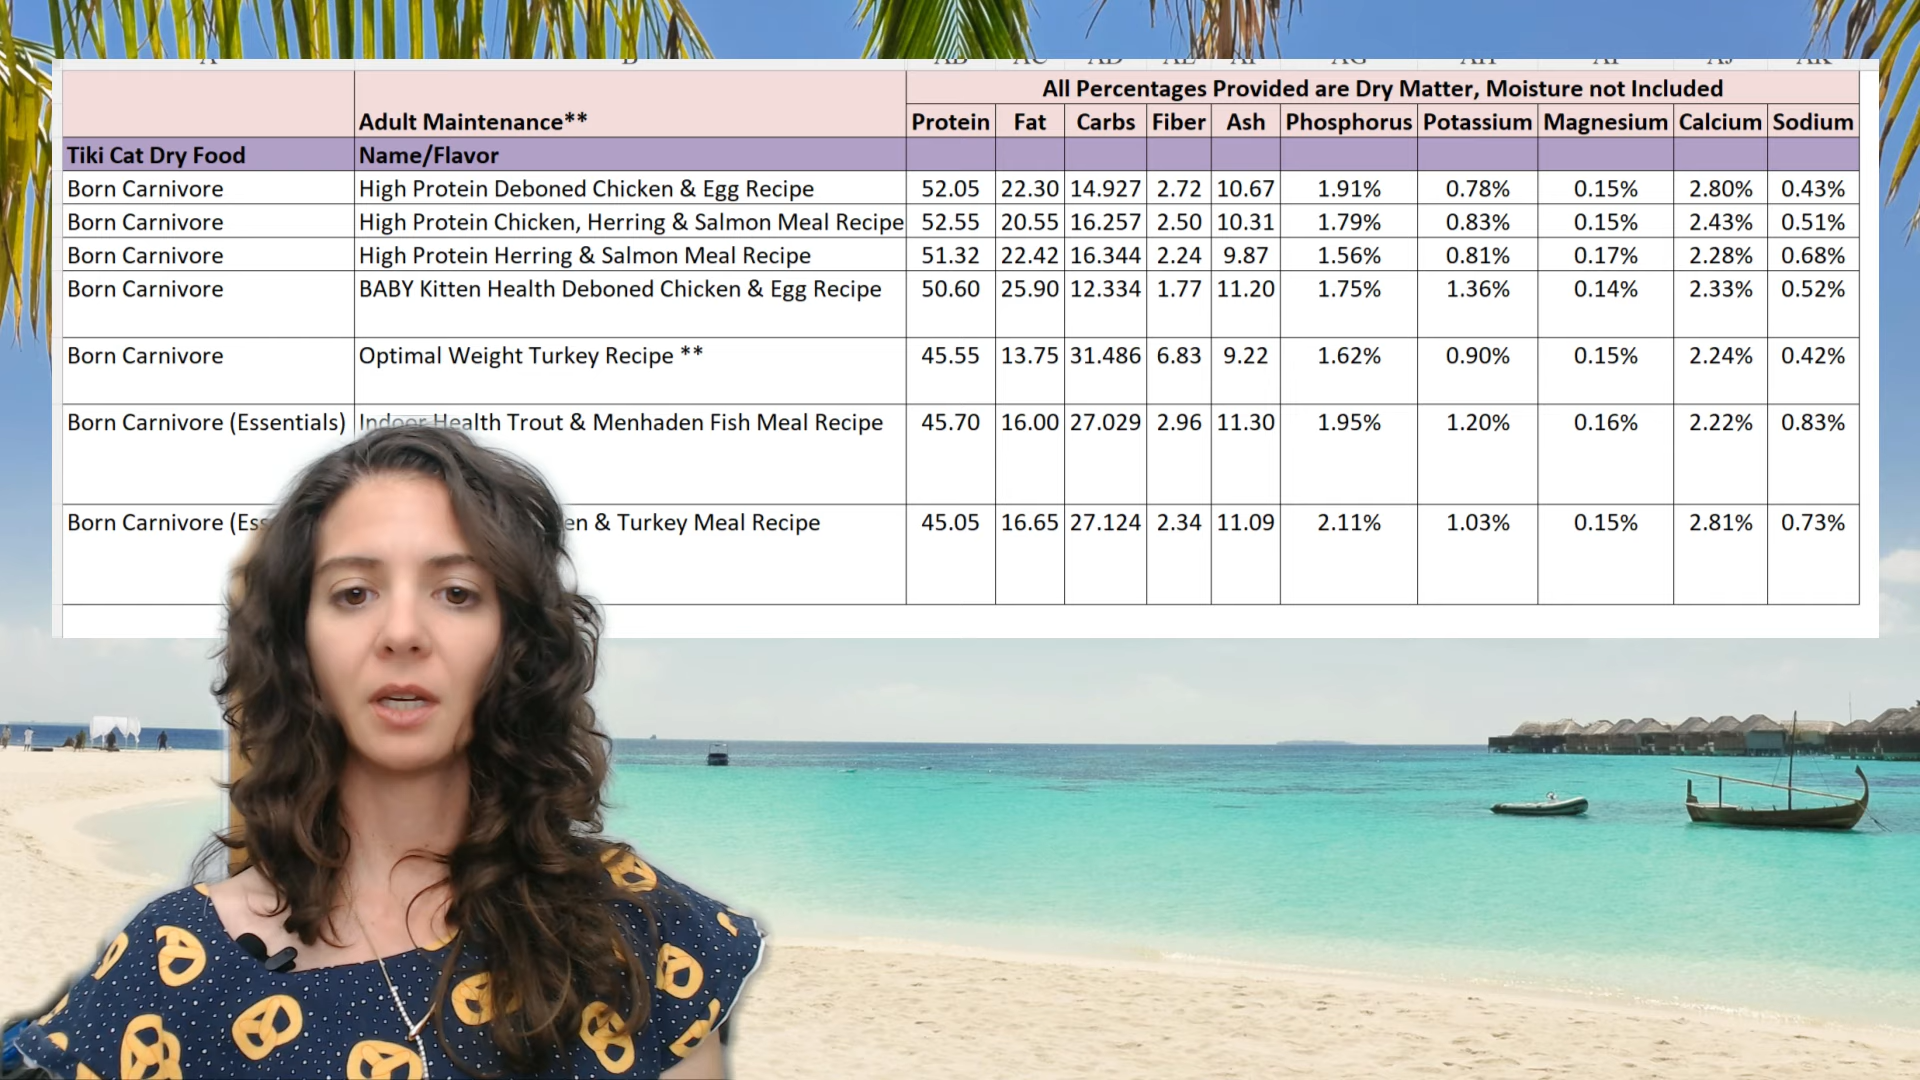 All Percentages Provided are Dry Matter, Moisture not Included
Adult Maintenance** Protein Fat Carbs Fiber Ash Phosphorus Potassium Magnesium Calcium Sodium
Tiki Cat Dry Food Name/Flavor
Born Carnivore High Protein Deboned Chicken & Egg Recipe 52.05 22.30 14.927 2.72 10.67 1.91% 0.78% 0.15% 2.80% 0.43%
Born Carnivore High Protein Chicken, Herring & Salmon Meal Recipe 52.55 20.55 16.257 2.50 10.31 1.79% 0.83% 0.15% 2.43% 0.51%
Born Carnivore High Protein Herring & Salmon Meal Recipe 51.32 22.42 16.344 2.24 9.87 1.56% 0.81% 0.17% 2.28% 0.68%
Born Carnivore BABY Kitten Health Deboned Chicken & Egg Recipe 50.60 25.90 12.334 1.77 11.20 1.75% 1.36% 0.14% 2.33% 0.52%
Born Carnivore Optimal Weight Turkey Recipe ** 45.55 13.75 31.486 6.83 9.22 1.62% 0.90% 0.15% 2.24% 0.42%
Born Carnivore (Essentials) Indoor Health Trout & Menhaden Fish Meal Recipe 45.70 16.00 27.029 2.96 11.30 1.95% 1.20% 0.16% 2.22% 0.83%
Born Carnivore & Turkey Meal Recipe 45.05 16.65 27.124 2.34 11.09 2.11% 1.03% 0.15% 2.81% 0.73%